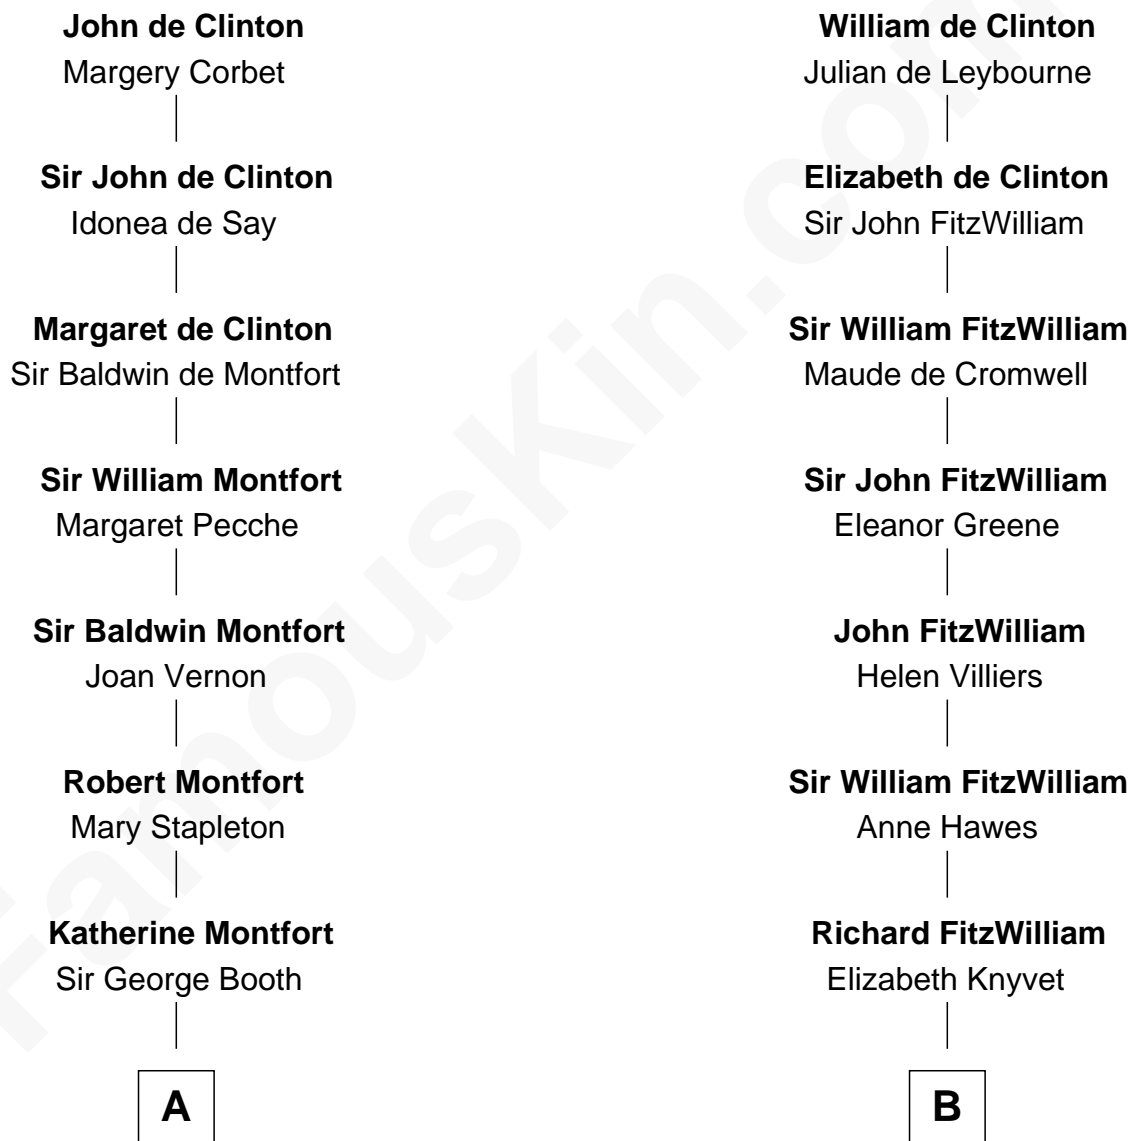 John de Clinton
Margery Corbet
Sir John de Clinton
Idonea de Say
Margaret de Clinton
Sir Baldwin de Montfort
Sir William Montfort
Margaret Pecche
Sir Baldwin Montfort
Joan Vernon
Robert Montfort
Mary Stapleton
Katherine Montfort
Sir George Booth
A
William de Clinton
Julian de Leybourne
Elizabeth de Clinton
Sir John FitzWilliam
Sir William FitzWilliam
Maude de Cromwell
Sir John FitzWilliam
Eleanor Greene
John FitzWilliam
Helen Villiers
Sir William FitzWilliam
Anne Hawes
Richard FitzWilliam
Elizabeth Knyvet
B
FamousKin.com